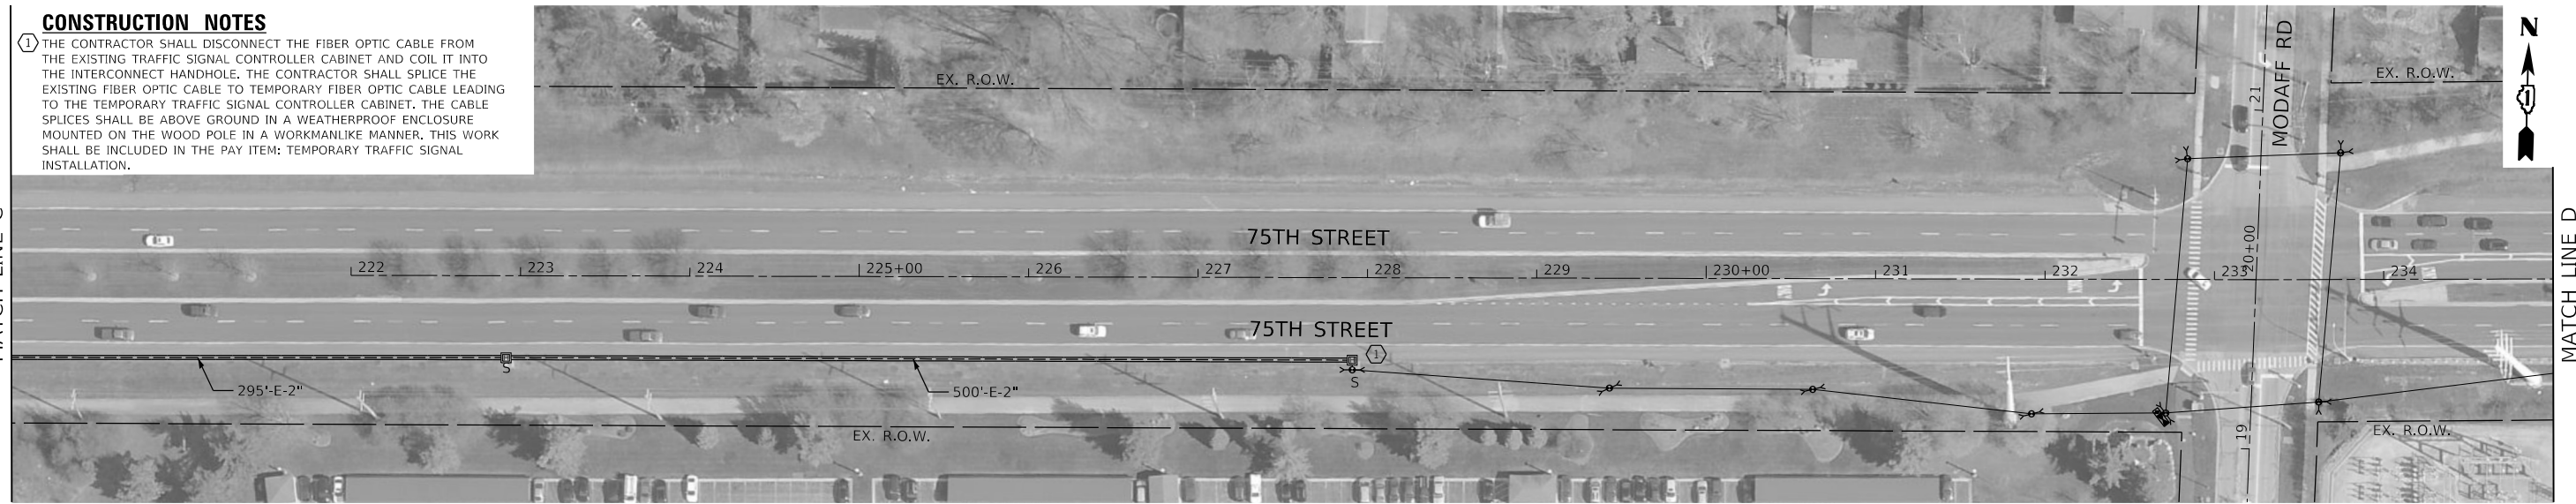 CONSTRUCTION NOTES
1 THE CONTRACTOR SHALL DISCONNECT THE FIBER OPTIC CABLE FROM
THE EXISTING TRAFFIC SIGNAL CONTROLLER CABINET AND COIL IT INTO
THE INTERCONNECT HANDHOLE. THE CONTRACTOR SHALL SPLICE THE
EXISTING FIBER OPTIC CABLE TO TEMPORARY FIBER OPTIC CABLE LEADING
TO THE TEMPORARY TRAFFIC SIGNAL CONTROLLER CABINET. THE CABLE
SPLICES SHALL BE ABOVE GROUND IN A WEATHERPROOF ENCLOSURE
MOUNTED ON THE WOOD POLE IN A WORKMANLIKE MANNER. THIS WORK
SHALL BE INCLUDED IN THE PAY ITEM: TEMPORARY TRAFFIC SIGNAL
INSTALLATION.
N
1
EX. R.O.W.
EX. R.O.W.
MODAFF RD
21
20+00
19
75TH STREET
222 223 224 225+00 226 227 228 229 230+00 231 232 233 234
75TH STREET
1
S
S
295'-E-2"
500'-E-2"
EX. R.O.W.
EX. R.O.W.
MATCH LINE D